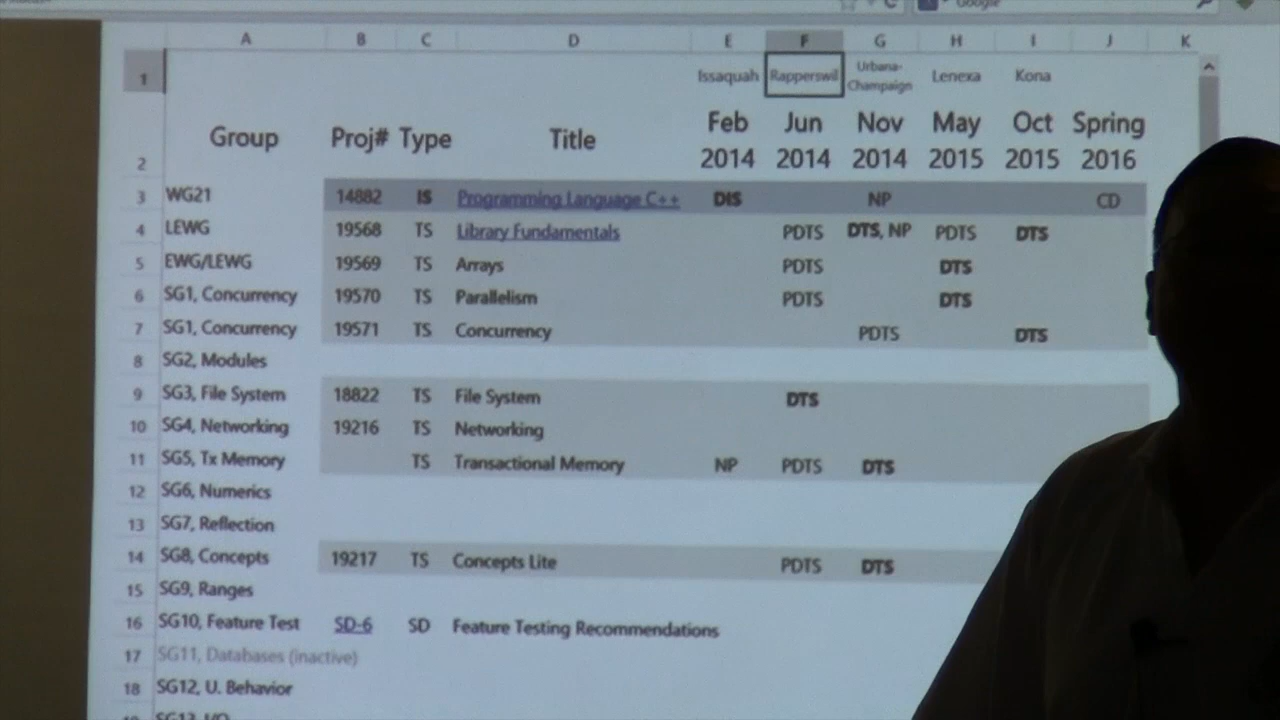 Google
A B C D E F G H I J K
1 Issaquah Rapperswil Urbana-Champaign Lenexa Kona
2 Group Proj# Type Title Feb 2014 Jun 2014 Nov 2014 May 2015 Oct 2015 Spring 2016
3 WG21 14882 IS Programming Language C++ DIS NP CD
4 LEWG 19568 TS Library Fundamentals PDTS DTS, NP PDTS DTS
5 EWG/LEWG 19569 TS Arrays PDTS DTS
6 SG1, Concurrency 19570 TS Parallelism PDTS DTS
7 SG1, Concurrency 19571 TS Concurrency PDTS DTS
8 SG2, Modules
9 SG3, File System 18822 TS File System DTS
10 SG4, Networking 19216 TS Networking
11 SG5, Tx Memory TS Transactional Memory NP PDTS DTS
12 SG6, Numerics
13 SG7, Reflection
14 SG8, Concepts 19217 TS Concepts Lite PDTS DTS
15 SG9, Ranges
16 SG10, Feature Test SD-6 SD Feature Testing Recommendations
17 SG11, Databases (inactive)
18 SG12, U. Behavior
19 SG13, I/O